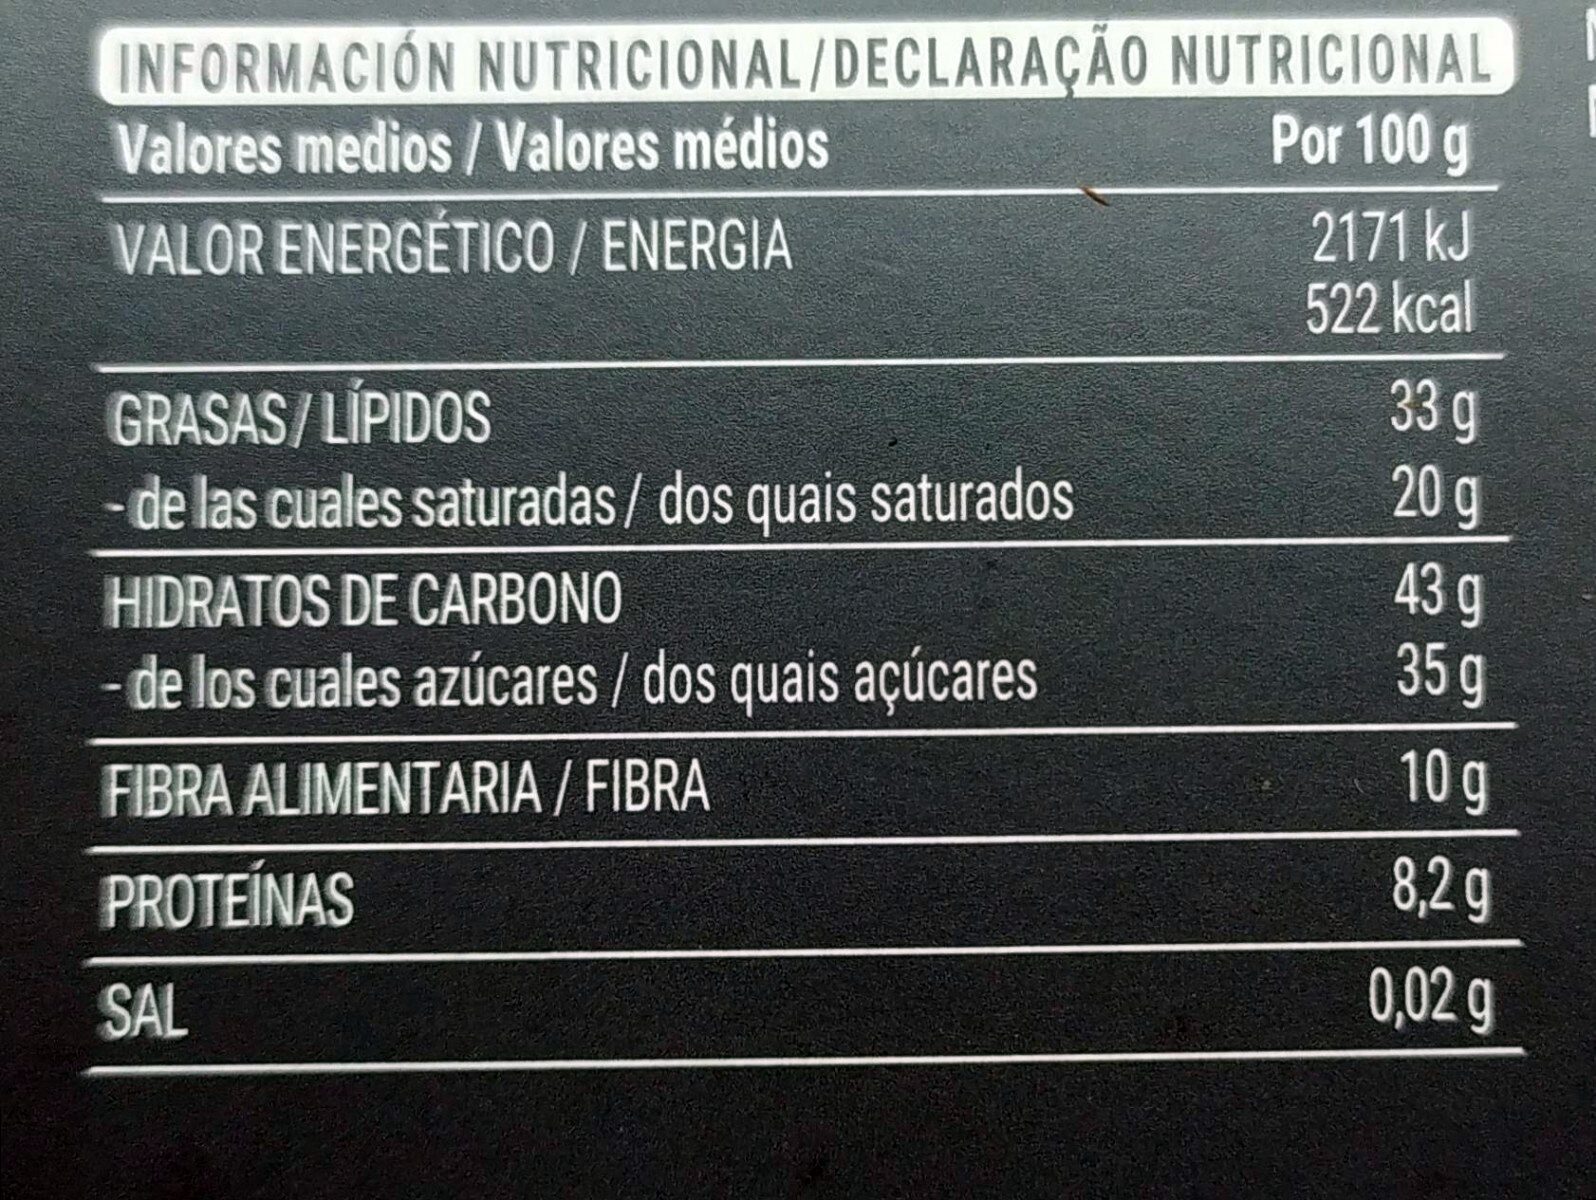 INFORMACIÓN NUTRICIONAL/DECLARAÇÃO NUTRICIONAL
Valores medios / Valores médios Por 100 g
VALOR ENERGÉTICO / ENERGIA 2171 kJ
522 kcal
GRASAS/ LÍPIDOS 33 g
- de las cuales saturadas / dos quais saturados 20 g
HIDRATOS DE CARBONO 43 g
- de los cuales azúcares / dos quais açúcares 35 g
FIBRA ALIMENTARIA / FIBRA 10 g
PROTEÍNAS 8,2 g
SAL 0,02 g